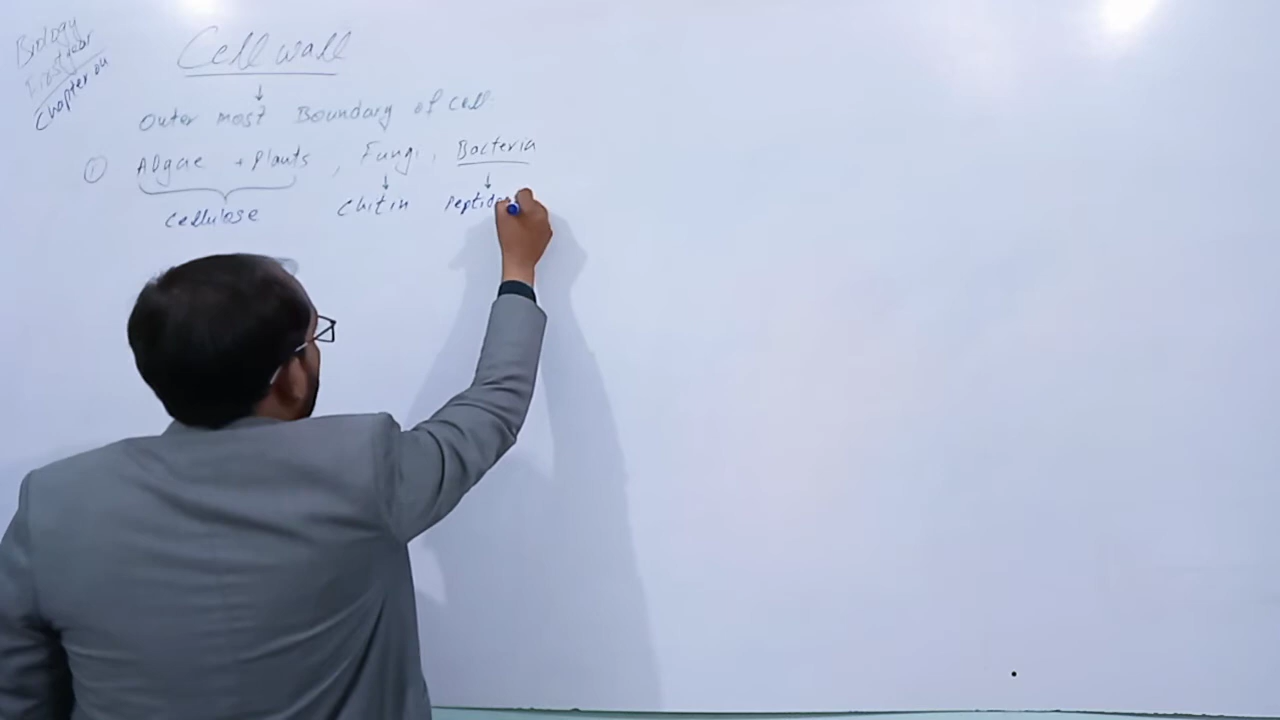 Biology
First year
Chapter 04
Cell wall
↓
Outer most Boundary of cell.
① Algae + Plants , Fungi , Bacteria
↓ ↓
Cellulose Chitin Peptido